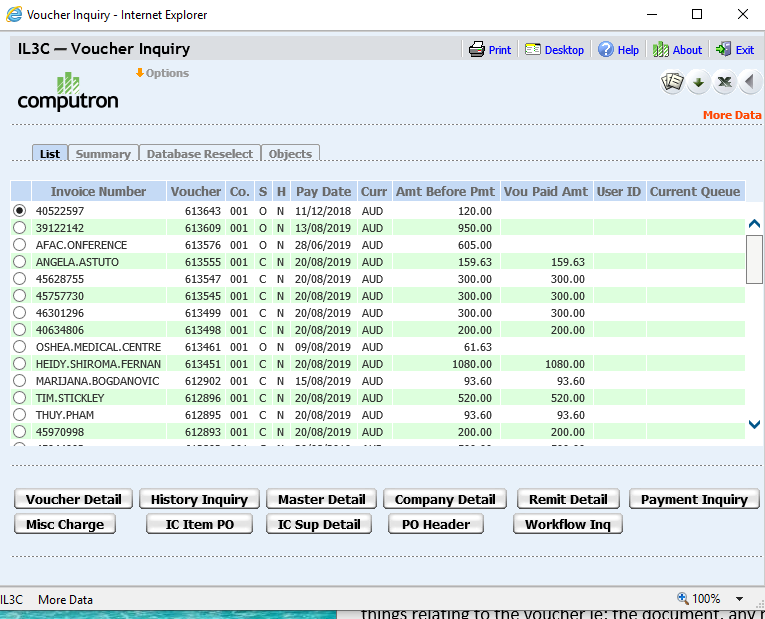 Voucher Inquiry - Internet Explorer
IL3C — Voucher Inquiry Print Desktop Help About Exit
Options
computron
More Data
List Summary Database Reselect Objects
Invoice Number Voucher Co. S H Pay Date Curr Amt Before Pmt Vou Paid Amt User ID Current Queue
40522597 613643 001 O N 11/12/2018 AUD 120.00
39122142 613609 001 O N 13/08/2019 AUD 950.00
AFAC.ONFERENCE 613576 001 O N 28/06/2019 AUD 605.00
ANGELA.ASTUTO 613555 001 C N 20/08/2019 AUD 159.63 159.63
45628755 613547 001 C N 20/08/2019 AUD 300.00 300.00
45757730 613545 001 C N 20/08/2019 AUD 300.00 300.00
46301296 613499 001 C N 20/08/2019 AUD 300.00 300.00
40634806 613498 001 C N 20/08/2019 AUD 200.00 200.00
OSHEA.MEDICAL.CENTRE 613461 001 O N 09/08/2019 AUD 61.63
HEIDY.SHIROMA.FERNAN 613451 001 C N 20/08/2019 AUD 1080.00 1080.00
MARIJANA.BOGDANOVIC 612902 001 C N 15/08/2019 AUD 93.60 93.60
TIM.STICKLEY 612896 001 C N 20/08/2019 AUD 520.00 520.00
THUY.PHAM 612895 001 C N 20/08/2019 AUD 93.60 93.60
45970998 612893 001 C N 20/08/2019 AUD 200.00 200.00
Voucher Detail History Inquiry Master Detail Company Detail Remit Detail Payment Inquiry
Misc Charge IC Item PO IC Sup Detail PO Header Workflow Inq
IL3C More Data 100%
things relating to the voucher ie: the document, any